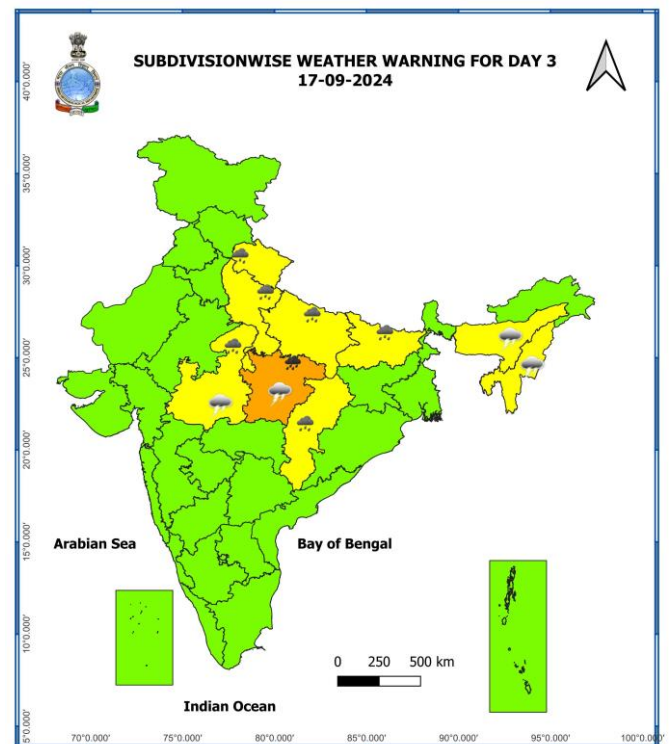 SUBDIVISIONWISE WEATHER WARNING FOR DAY 3
17-09-2024
40°0.000'
35°0.000'
30°0.000'
25°0.000'
20°0.000'
15°0.000'
10°0.000'
5°0.000'
Arabian Sea
Bay of Bengal
0 250 500 km
Indian Ocean
70°0.000' 75°0.000' 80°0.000' 85°0.000' 90°0.000' 95°0.000' 100°0.000'